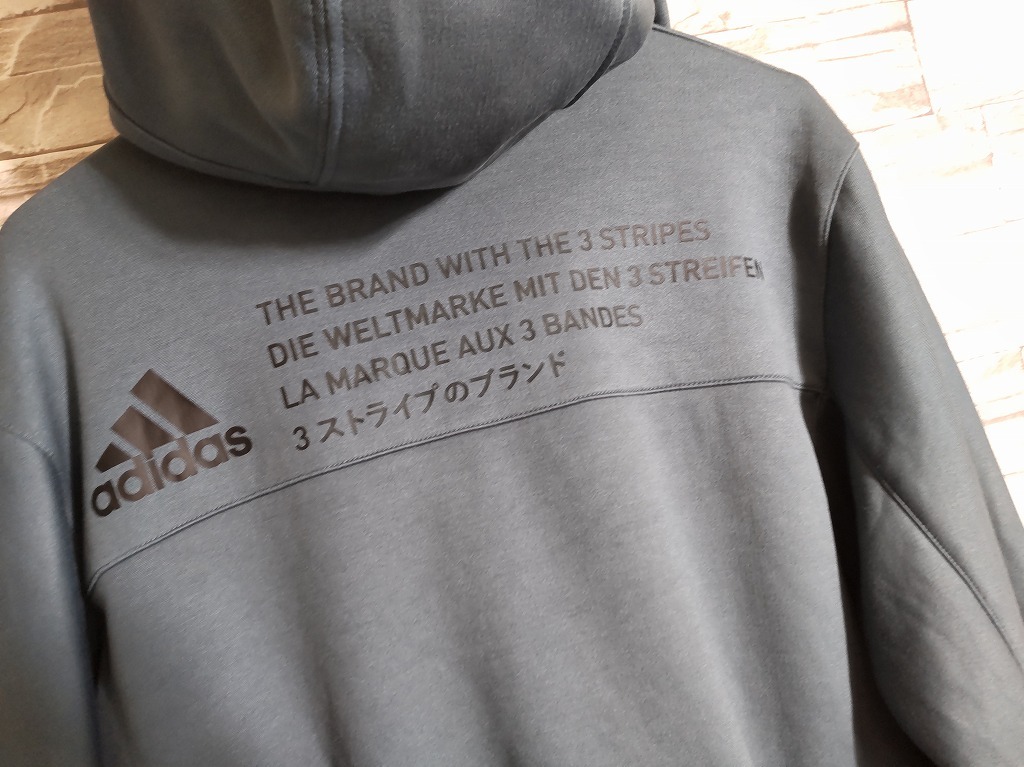 THE BRAND WITH THE 3 STRIPES
DIE WELTMARKE MIT DEN 3 STREIFEN
LA MARQUE AUX 3 BANDES
3 ストライプのブランド
adidas